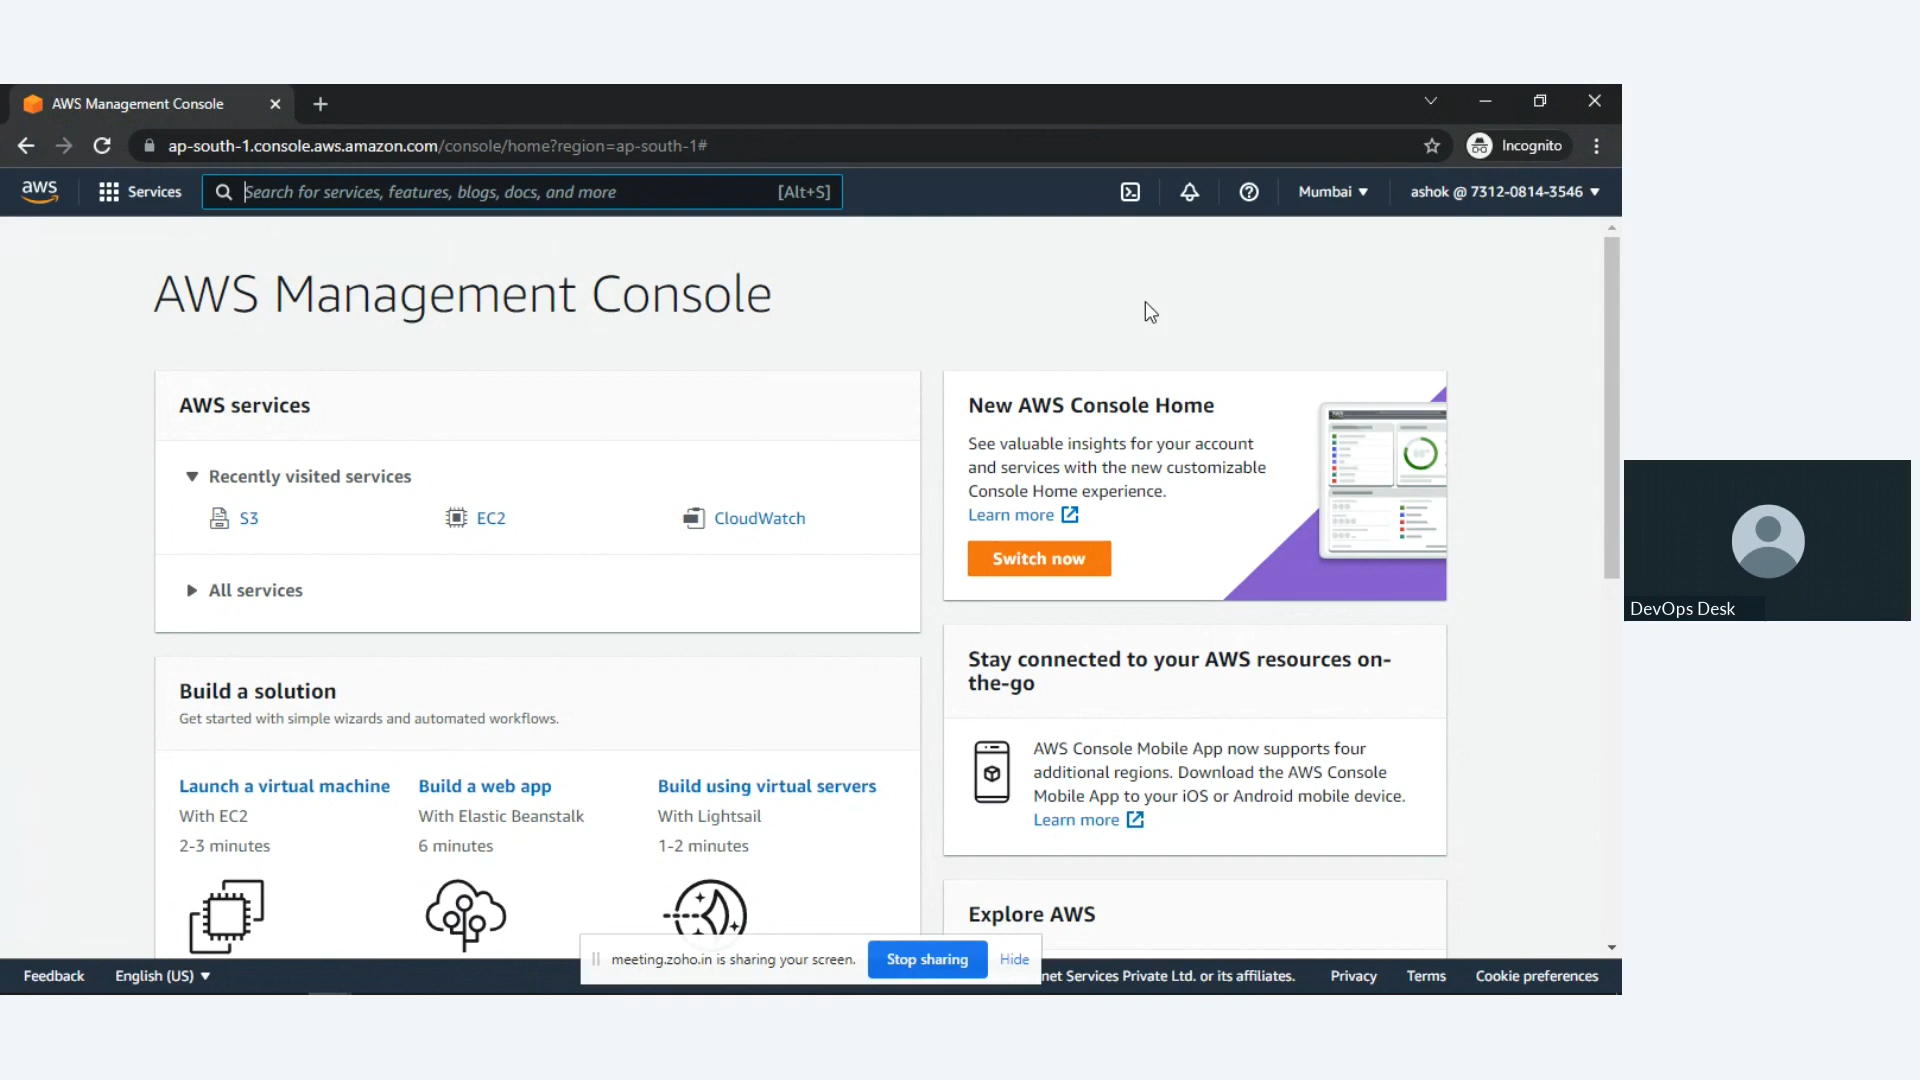 AWS Management Console
ap-south-1.console.aws.amazon.com/console/home?region=ap-south-1#
Incognito
aws
Services
Search for services, features, blogs, docs, and more
[Alt+S]
Mumbai
ashok @ 7312-0814-3546
AWS Management Console
AWS services
Recently visited services
S3
EC2
CloudWatch
All services
New AWS Console Home
See valuable insights for your account
and services with the new customizable
Console Home experience.
Learn more
Switch now
Build a solution
Get started with simple wizards and automated workflows.
Launch a virtual machine
With EC2
2-3 minutes
Build a web app
With Elastic Beanstalk
6 minutes
Build using virtual servers
With Lightsail
1-2 minutes
Stay connected to your AWS resources on-
the-go
AWS Console Mobile App now supports four
additional regions. Download the AWS Console
Mobile App to your iOS or Android mobile device.
Learn more
Explore AWS
meeting.zoho.in is sharing your screen.
Stop sharing
Hide
Feedback
English (US)
net Services Private Ltd. or its affiliates.
Privacy
Terms
Cookie preferences
DevOps Desk